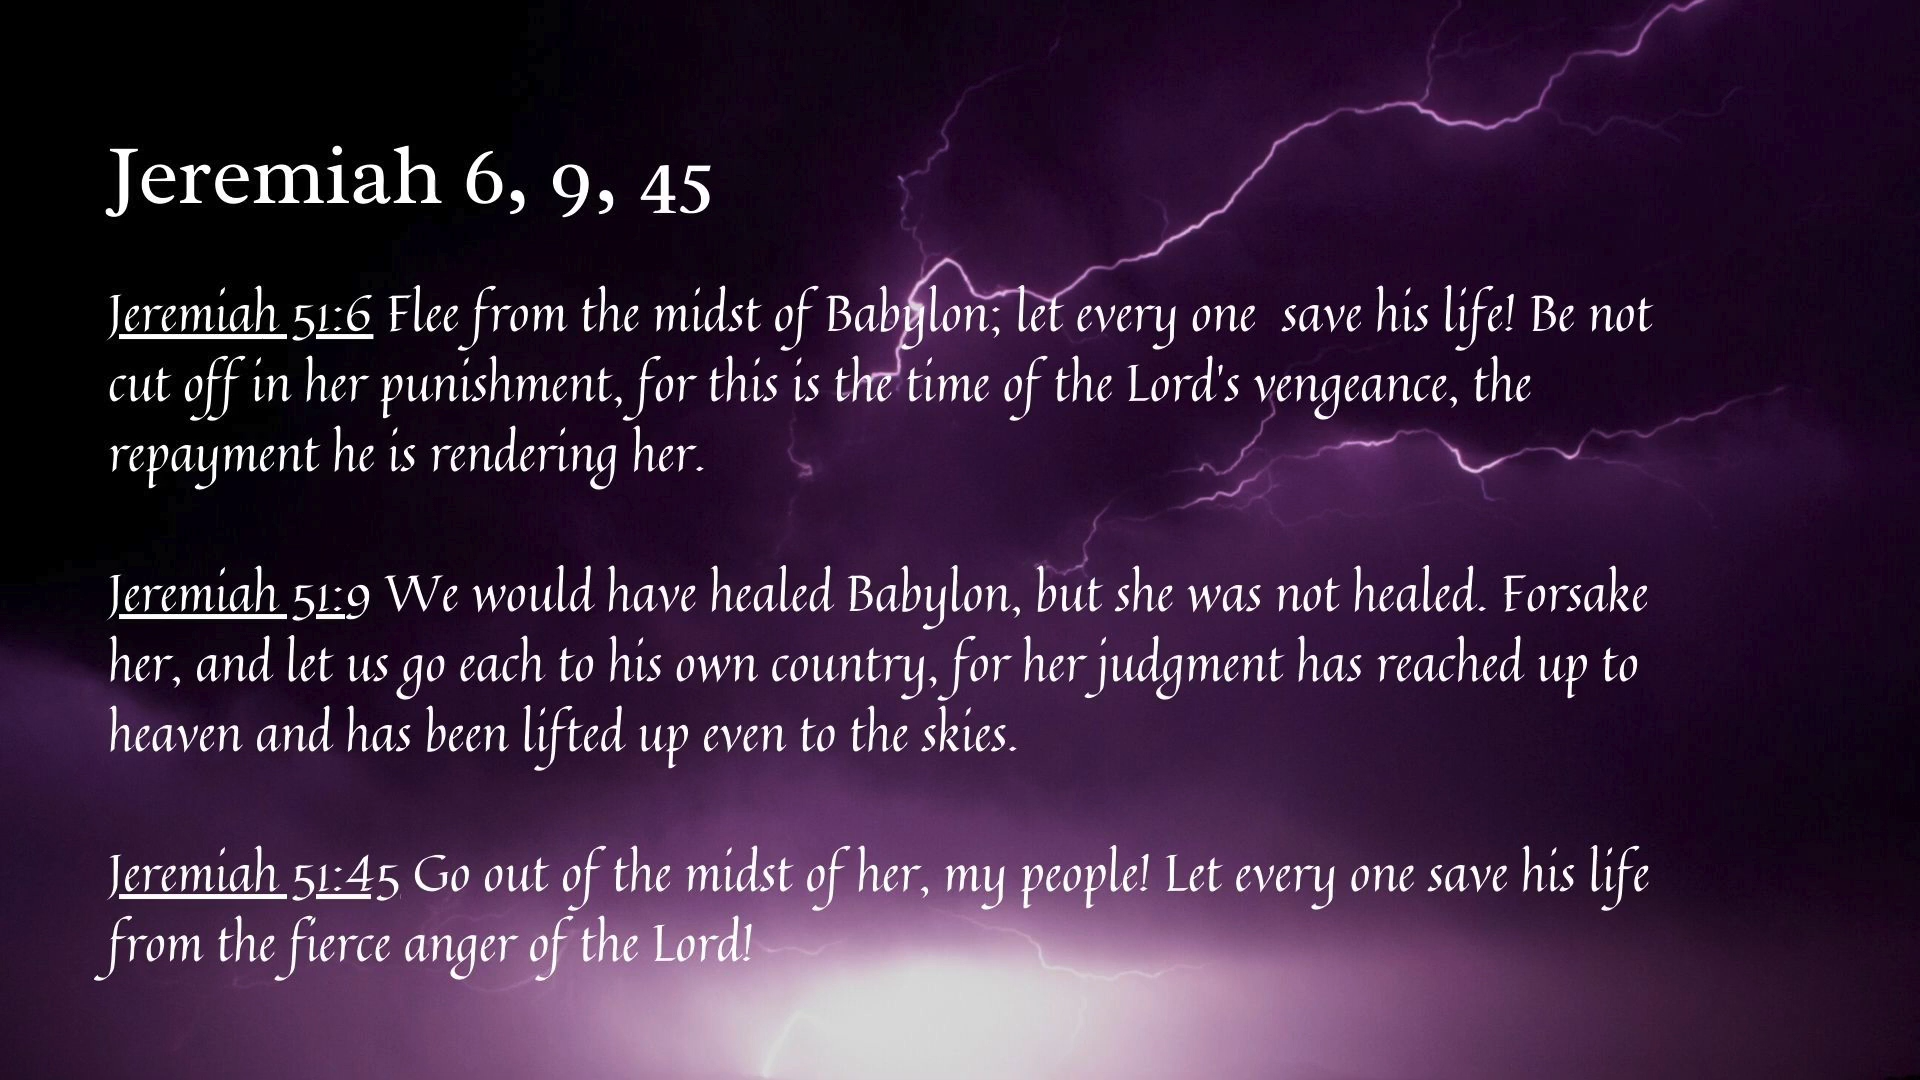 Jeremiah 6, 9, 45
Jeremiah 51:6 Flee from the midst of Babylon; let every one  save his life! Be not
cut off in her punishment, for this is the time of the Lord's vengeance, the
repayment he is rendering her.
Jeremiah 51:9 We would have healed Babylon, but she was not healed. Forsake
her, and let us go each to his own country, for her judgment has reached up to
heaven and has been lifted up even to the skies.
Jeremiah 51:45 Go out of the midst of her, my people! Let every one save his life
from the fierce anger of the Lord!